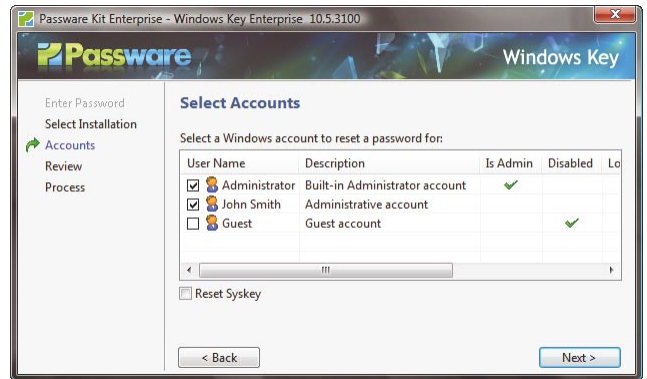 Passware Kit Enterprise - Windows Key Enterprise 10.5.3100
Passware
Windows Key
Enter Password
Select Installation
Accounts
Review
Process
Select Accounts
Select a Windows account to reset a password for:
User Name Description Is Admin Disabled Lo
Administrator Built-in Administrator account
John Smith Administrative account
Guest Guest account
Reset Syskey
< Back Next >